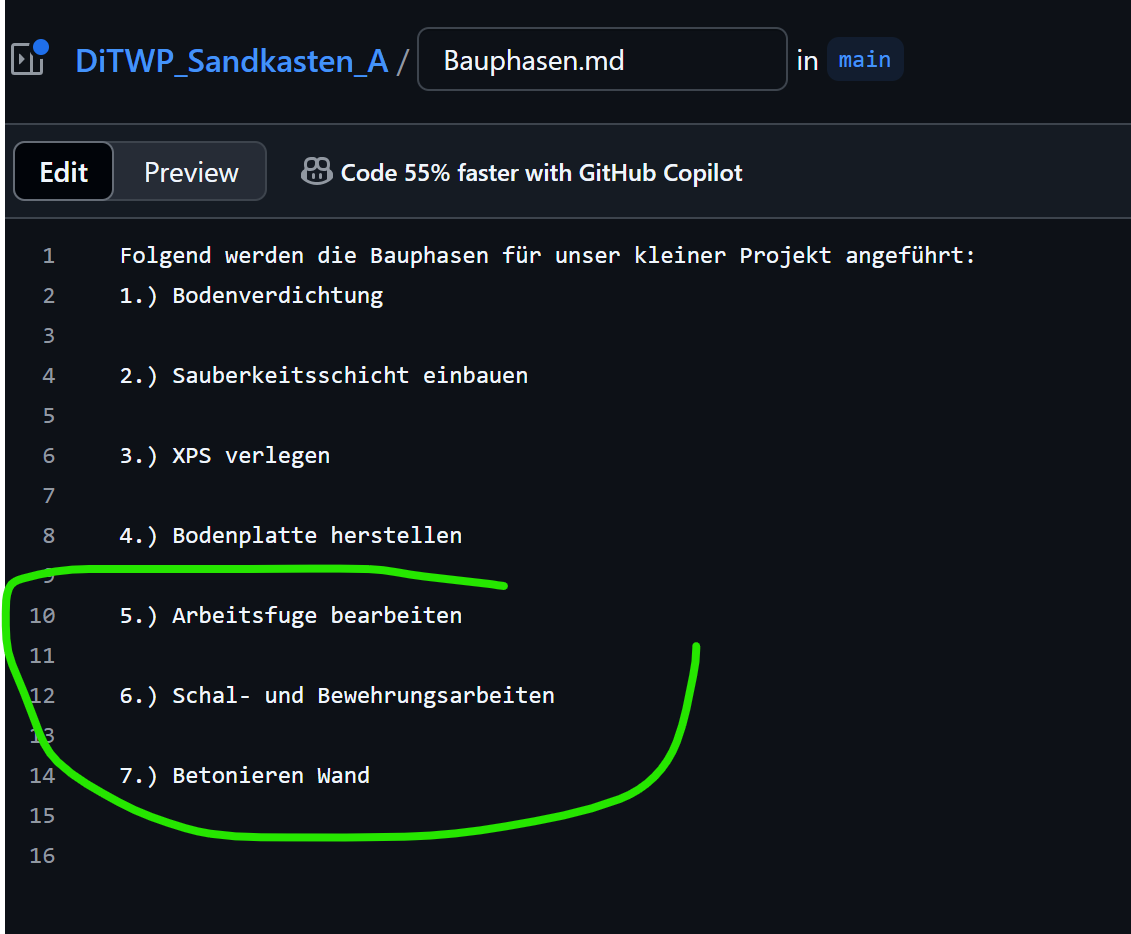 DiTWP_Sandkasten_A / Bauphasen.md in main
Edit Preview Code 55% faster with GitHub Copilot
1 Folgend werden die Bauphasen für unser kleiner Projekt angeführt:
2 1.) Bodenverdichtung
3
4 2.) Sauberkeitsschicht einbauen
5
6 3.) XPS verlegen
7
8 4.) Bodenplatte herstellen
9
10 5.) Arbeitsfuge bearbeiten
11
12 6.) Schal- und Bewehrungsarbeiten
13
14 7.) Betonieren Wand
15
16